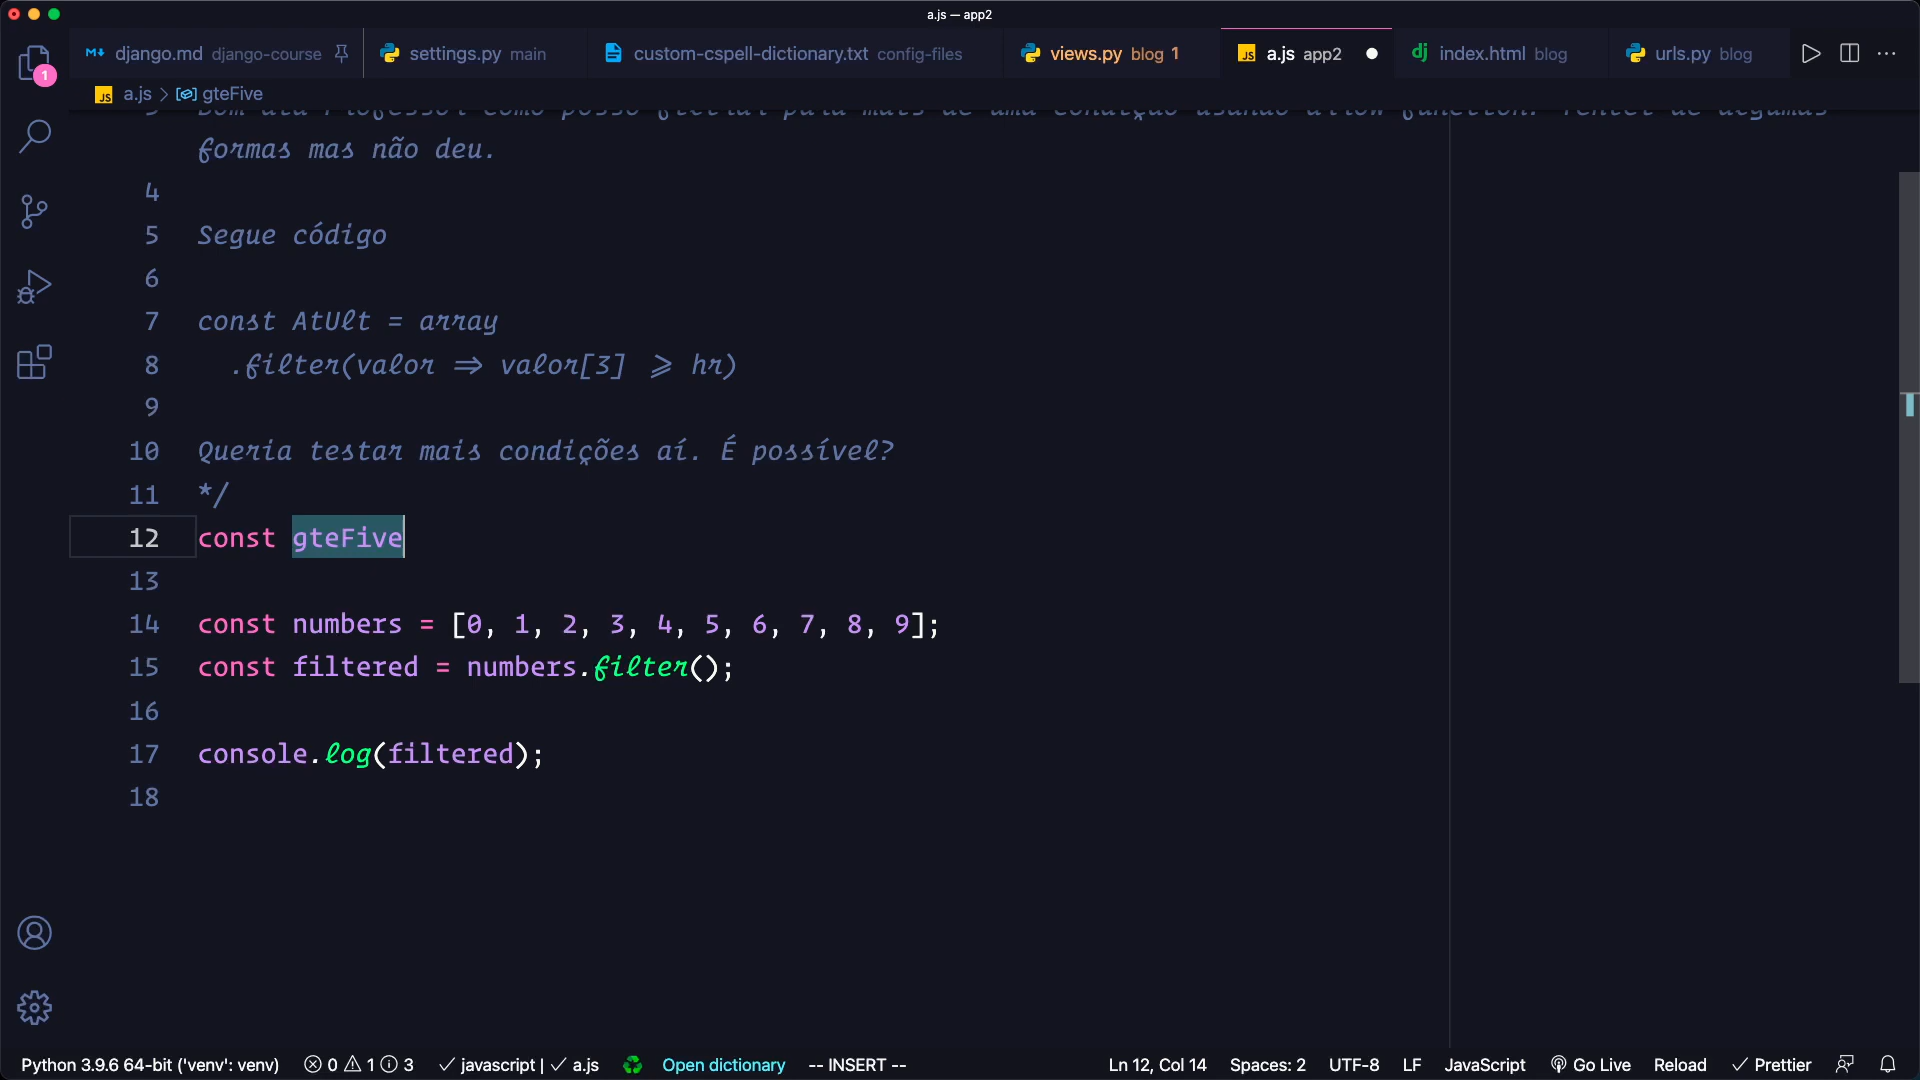 a.js — app2
django.md django-course
settings.py main
custom-cspell-dictionary.txt config-files
views.py blog 1
JS a.js app2
dj index.html blog
urls.py blog
1
JS a.js > gteFive
formas mas não deu.
4
5 Segue código
6
7 const AtUlt = array
8 .filter(valor => valor[3] >= hr)
9
10 Queria testar mais condições aí. É possível?
11 */
12 const gteFive
13
14 const numbers = [0, 1, 2, 3, 4, 5, 6, 7, 8, 9];
15 const filtered = numbers.filter();
16
17 console.log(filtered);
18
Python 3.9.6 64-bit ('venv': venv) 0 1 3 javascript | a.js Open dictionary -- INSERT -- Ln 12, Col 14 Spaces: 2 UTF-8 LF JavaScript Go Live Reload Prettier